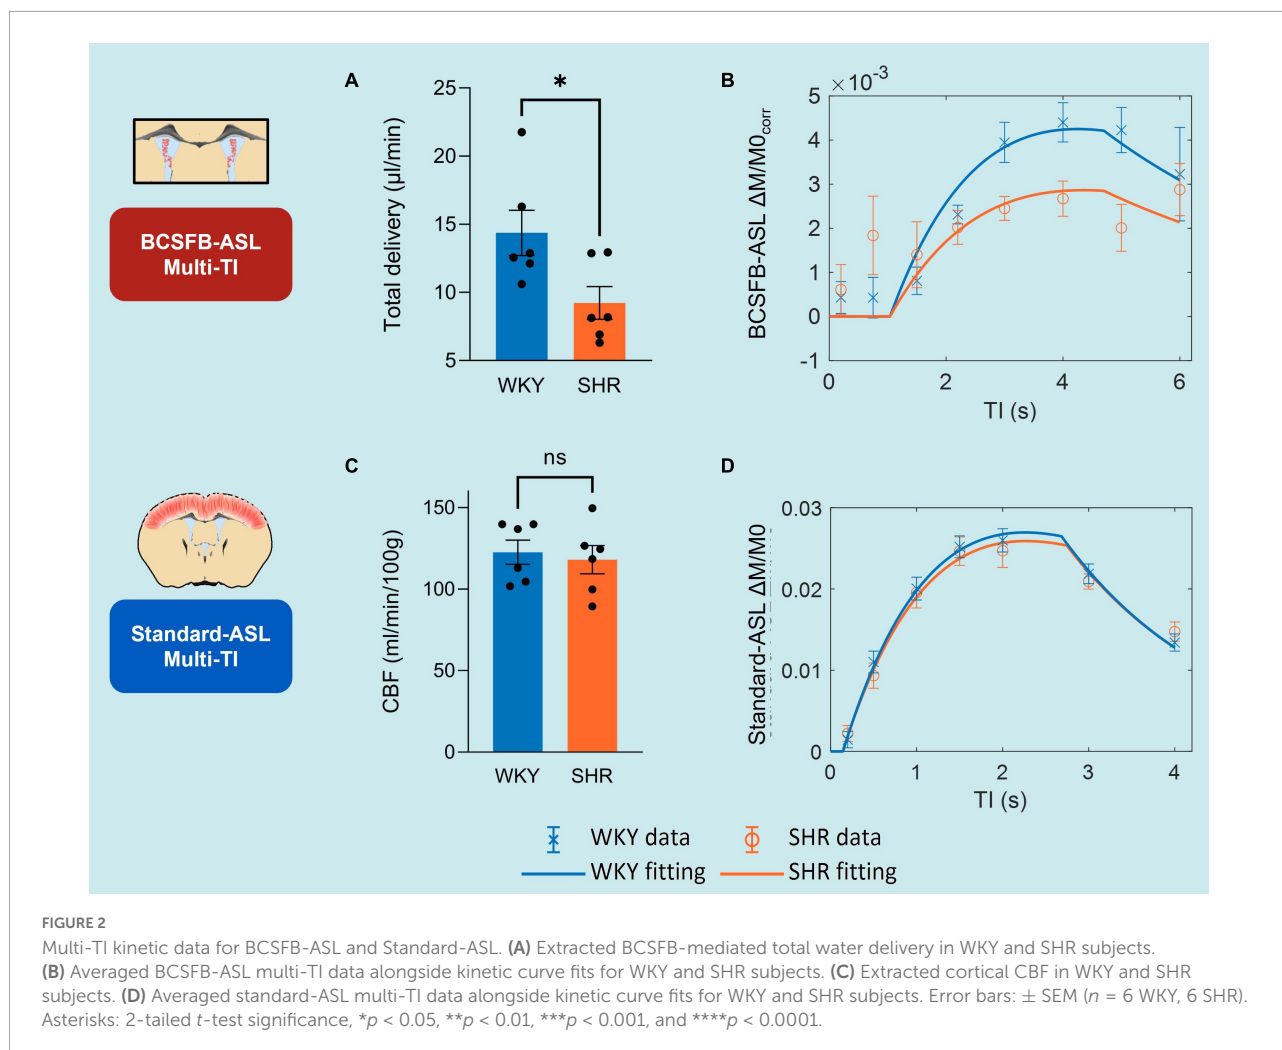 A
*
Total delivery (µl/min)
25
20
15
10
5
WKY
SHR
BCSFB-ASL
Multi-TI
B
× 10-3
BCSFB-ASL ΔM/M0corr
5
4
3
2
1
0
-1
0
2
4
6
TI (s)
C
ns
CBF (ml/min/100g)
150
100
50
0
WKY
SHR
Standard-ASL
Multi-TI
D
Standard-ASL ΔM/M0
0.03
0.02
0.01
0
0
1
2
3
4
TI (s)
WKY data
SHR data
WKY fitting
SHR fitting
FIGURE 2
Multi-TI kinetic data for BCSFB-ASL and Standard-ASL. (A) Extracted BCSFB-mediated total water delivery in WKY and SHR subjects.
(B) Averaged BCSFB-ASL multi-TI data alongside kinetic curve fits for WKY and SHR subjects. (C) Extracted cortical CBF in WKY and SHR
subjects. (D) Averaged standard-ASL multi-TI data alongside kinetic curve fits for WKY and SHR subjects. Error bars: ± SEM (n = 6 WKY, 6 SHR).
Asterisks: 2-tailed t-test significance, *p < 0.05, **p < 0.01, ***p < 0.001, and ****p < 0.0001.